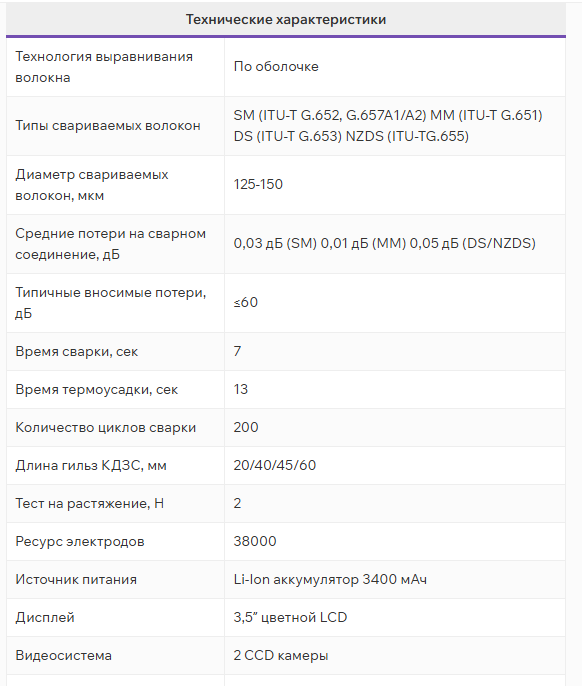 Технические характеристики
Технология выравнивания
волокна
По оболочке
Типы свариваемых волокон
SM (ITU-T G.652, G.657A1/A2) MM (ITU-T G.651)
DS (ITU-T G.653) NZDS (ITU-TG.655)
Диаметр свариваемых
волокон, мкм
125-150
Средние потери на сварном
соединение, дБ
0,03 дБ (SM) 0,01 дБ (MM) 0,05 дБ (DS/NZDS)
Типичные вносимые потери,
дБ
≤60
Время сварки, сек
7
Время термоусадки, сек
13
Количество циклов сварки
200
Длина гильз КДЗС, мм
20/40/45/60
Тест на растяжение, Н
2
Ресурс электродов
38000
Источник питания
Li-Ion аккумулятор 3400 мАч
Дисплей
3,5″ цветной LCD
Видеосистема
2 CCD камеры